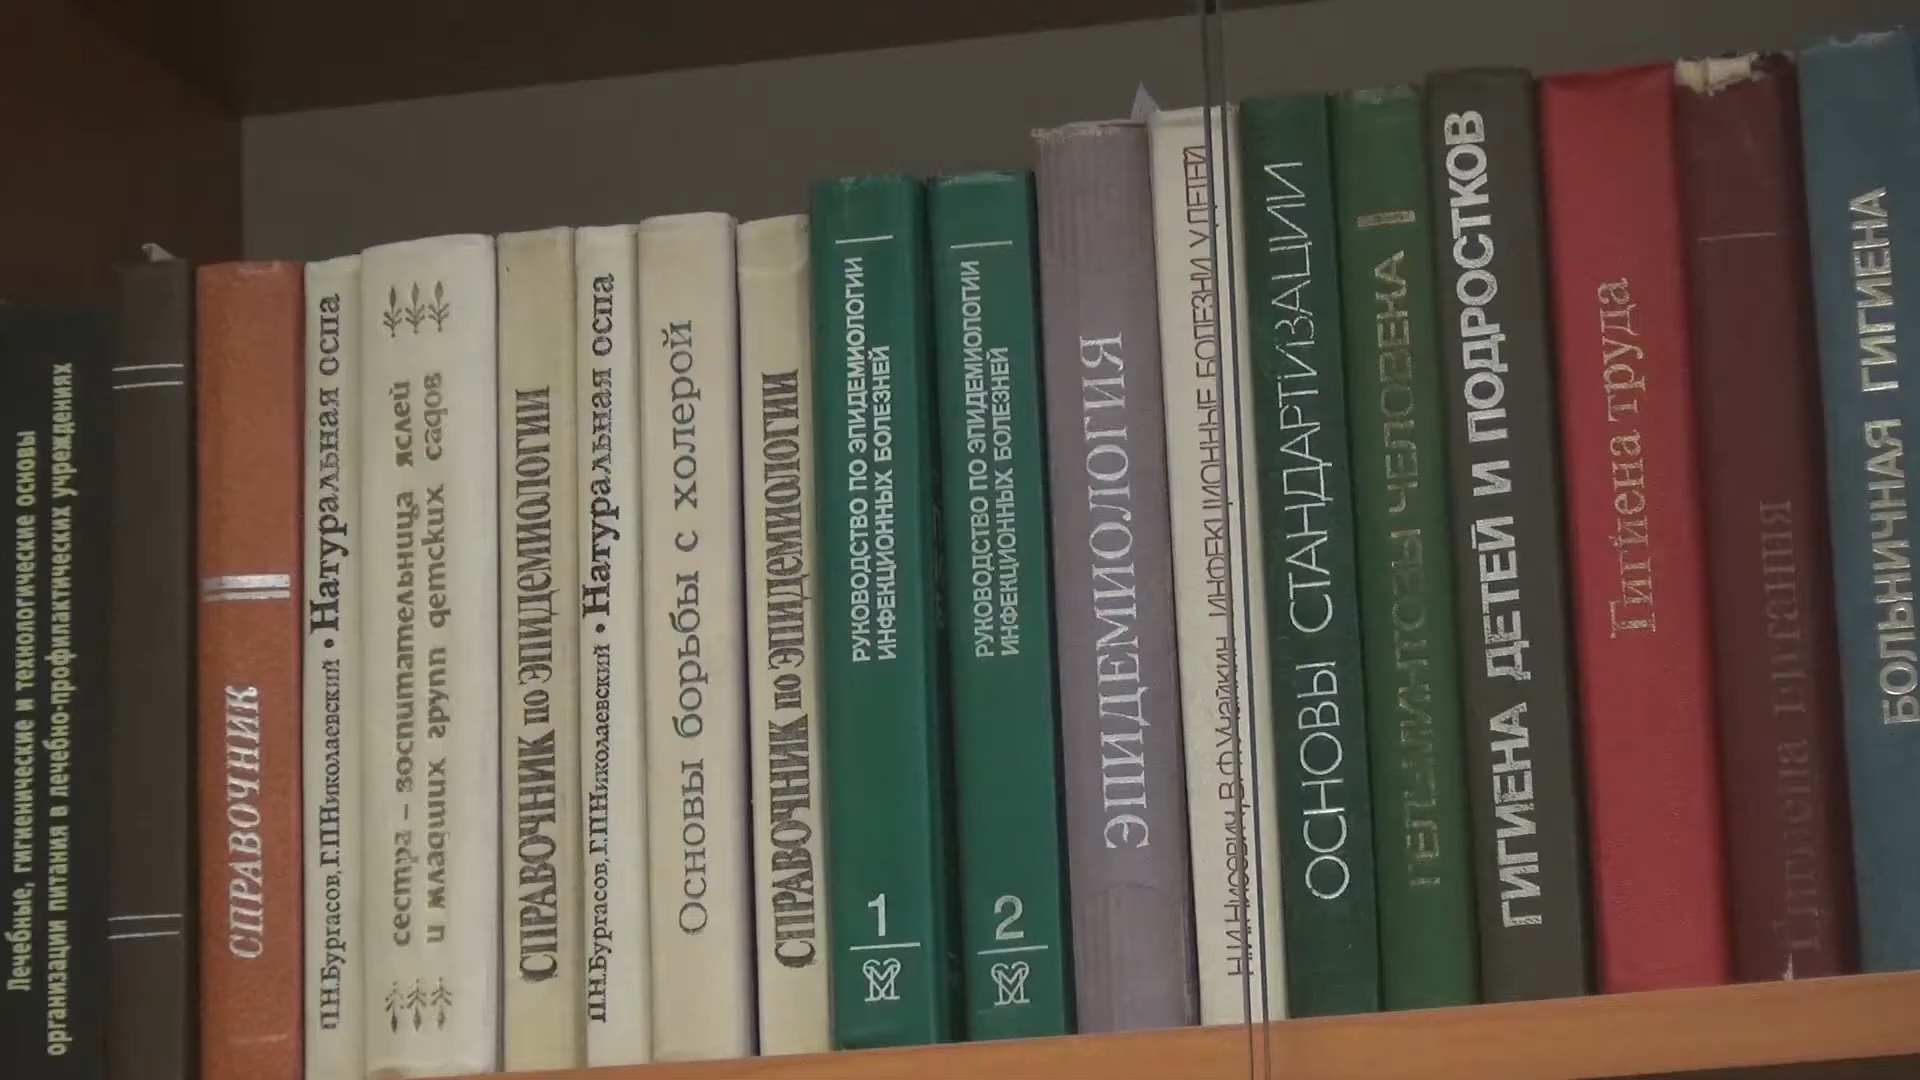 Лечебные, гигиенические и технологические основы
организации питания в лечебно-профилактических учреждениях
СПРАВОЧНИК
П.Н.Бургасов, Г.П.Николаевский • Натуральная оспа
сестра – воспитательница яслей
и младших групп детских садов
СПРАВОЧНИК по ЭПИДЕМИОЛОГИИ
П.Н.Бургасов, Г.П.Николаевский • Натуральная оспа
Основы борьбы с холерой
СПРАВОЧНИК по ЭПИДЕМИОЛОГИИ
РУКОВОДСТВО ПО ЭПИДЕМИОЛОГИИ
ИНФЕКЦИОННЫХ БОЛЕЗНЕЙ
1
РУКОВОДСТВО ПО ЭПИДЕМИОЛОГИИ
ИНФЕКЦИОННЫХ БОЛЕЗНЕЙ
2
ЭПИДЕМИОЛОГИЯ
Н.И.НИСЕВИЧ, В.Ф.УЧАЙКИН ИНФЕКЦИОННЫЕ БОЛЕЗНИ У ДЕТЕЙ
ОСНОВЫ СТАНДАРТИЗАЦИИ
ГЕЛЬМИНТОЗЫ ЧЕЛОВЕКА
ГИГИЕНА ДЕТЕЙ И ПОДРОСТКОВ
Гигиена труда
Гигиена питания
БОЛЬНИЧНАЯ ГИГИЕНА